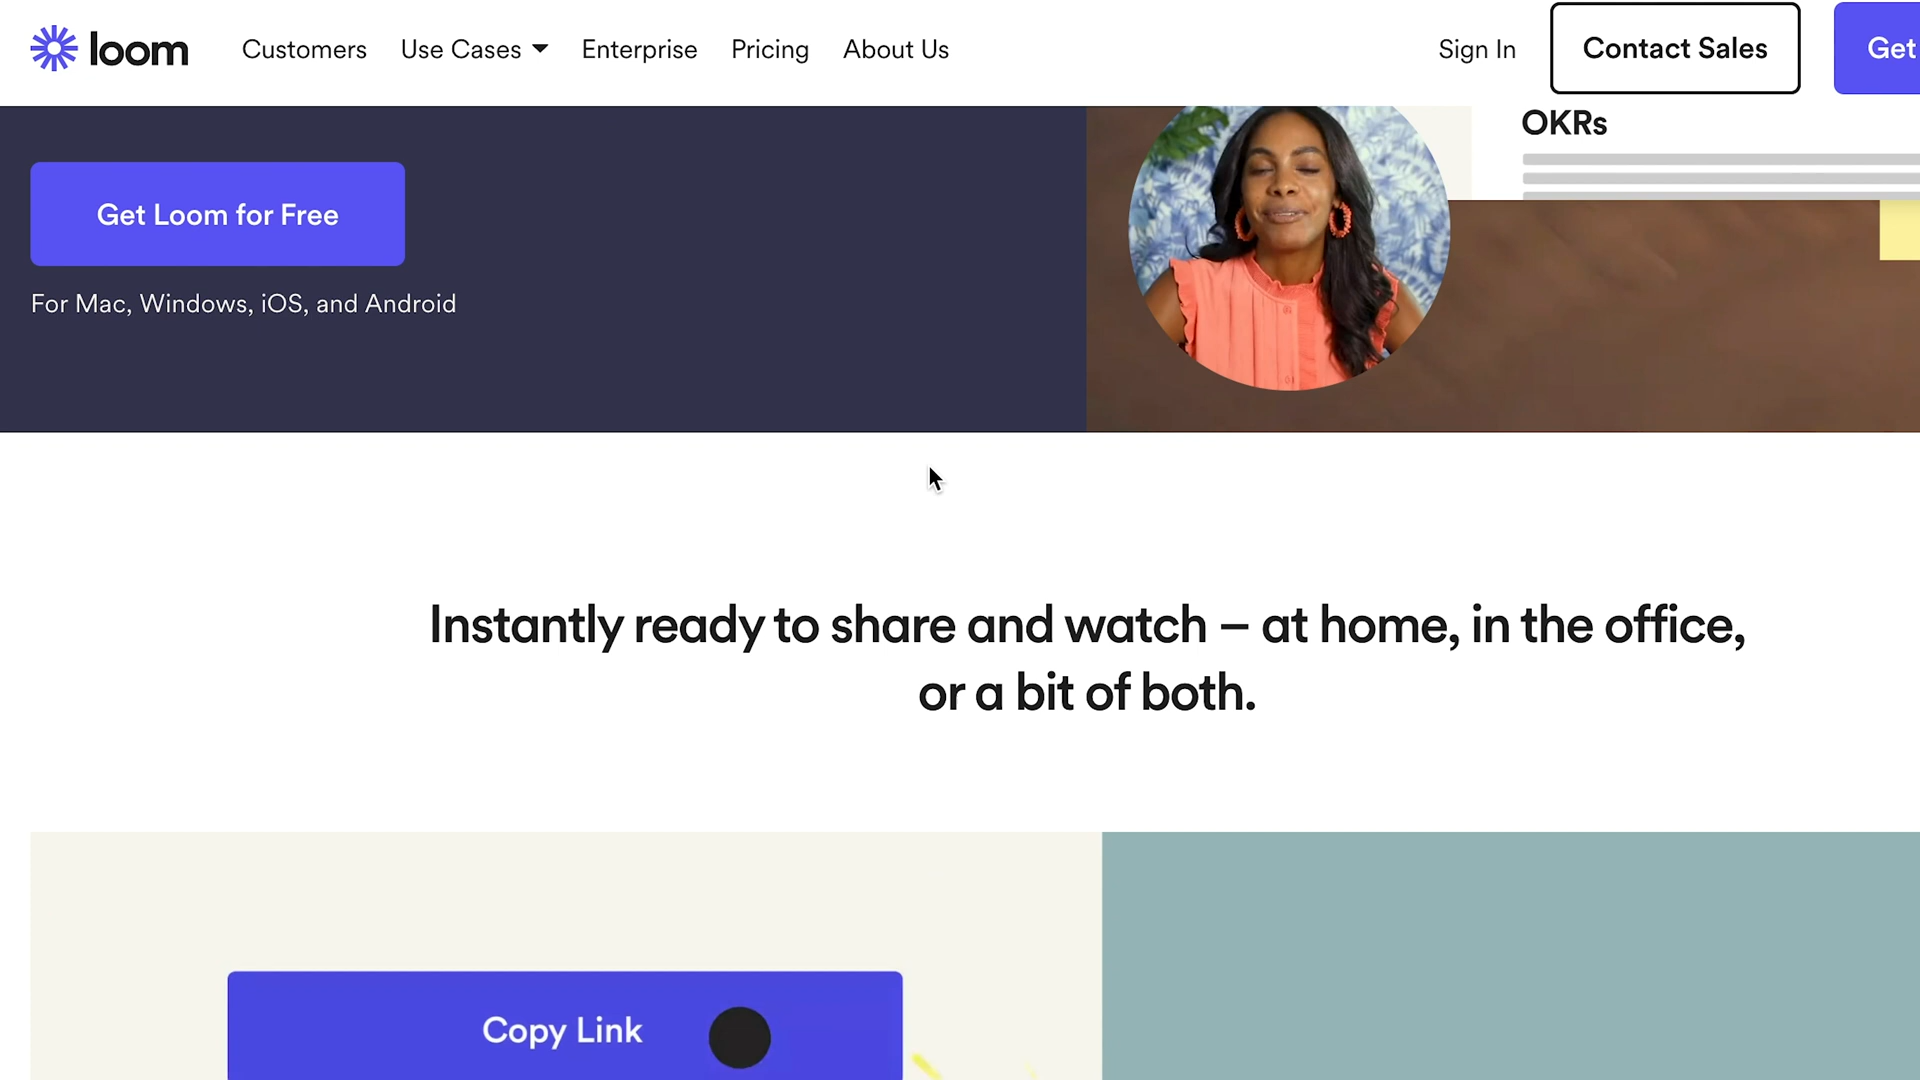 loom
Customers
Use Cases
Enterprise
Pricing
About Us
Sign In
Contact Sales
Get
OKRs
Get Loom for Free
For Mac, Windows, iOS, and Android
Instantly ready to share and watch – at home, in the office,
or a bit of both.
Copy Link